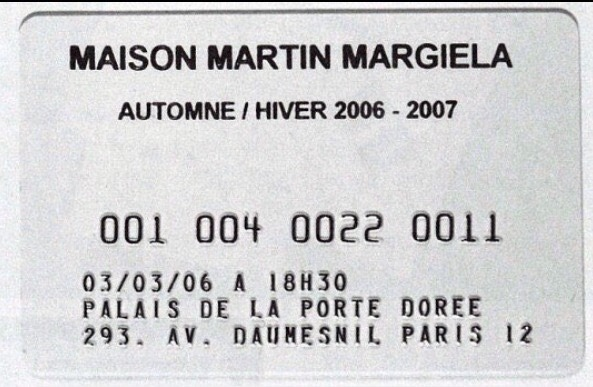 MAISON MARTIN MARGIELA
AUTOMNE / HIVER 2006 - 2007
001 004 0022 0011
03/03/06 A 18H30
PALAIS DE LA PORTE DOREE
293. AV. DAUMESNIL PARIS 12